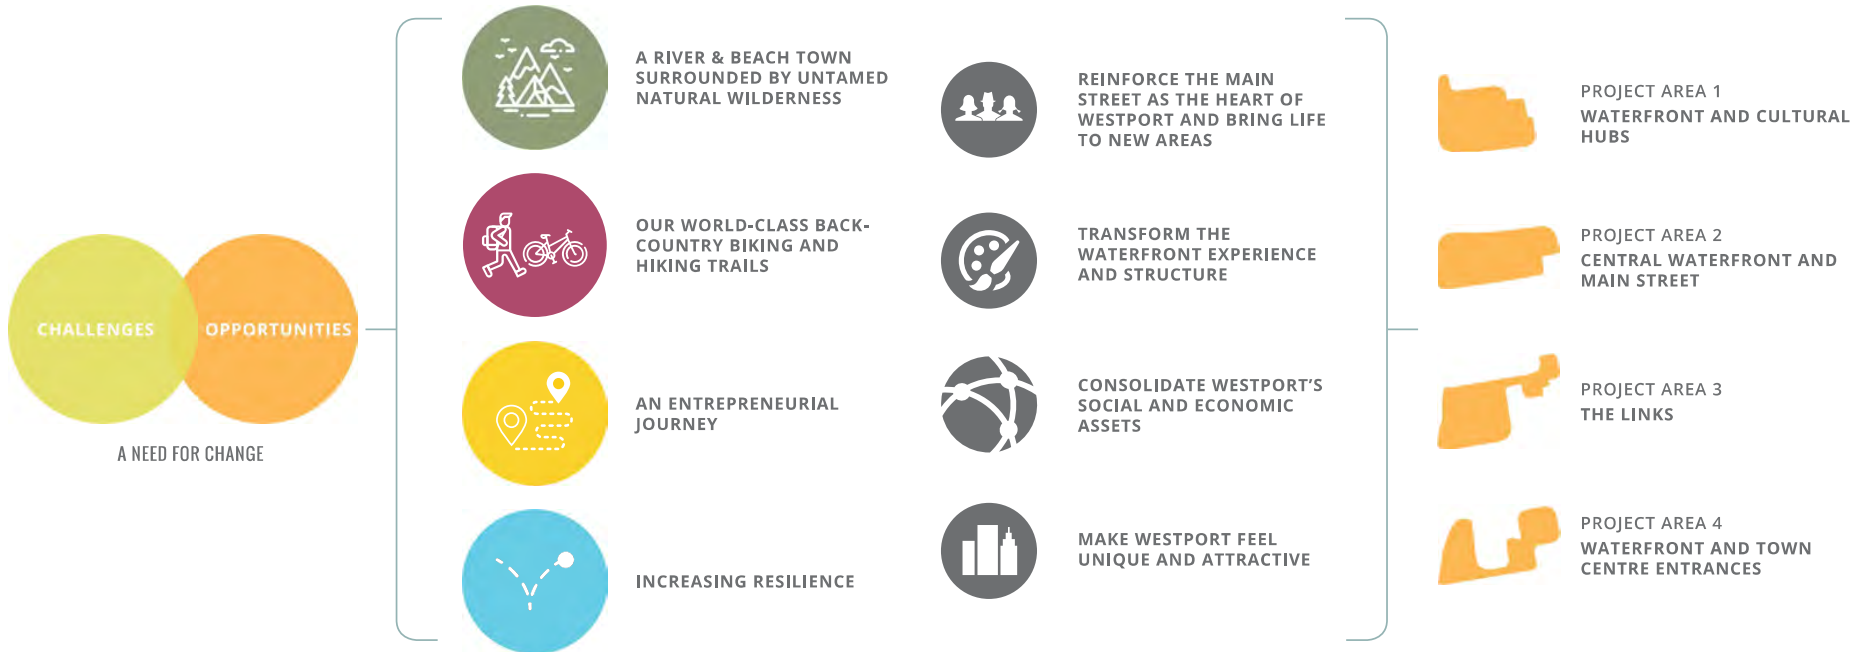 CHALLENGES
OPPORTUNITIES
A NEED FOR CHANGE
A RIVER & BEACH TOWN
SURROUNDED BY UNTAMED
NATURAL WILDERNESS
OUR WORLD-CLASS BACK-
COUNTRY BIKING AND
HIKING TRAILS
AN ENTREPRENEURIAL
JOURNEY
INCREASING RESILIENCE
REINFORCE THE MAIN
STREET AS THE HEART OF
WESTPORT AND BRING LIFE
TO NEW AREAS
TRANSFORM THE
WATERFRONT EXPERIENCE
AND STRUCTURE
CONSOLIDATE WESTPORT’S
SOCIAL AND ECONOMIC
ASSETS
MAKE WESTPORT FEEL
UNIQUE AND ATTRACTIVE
PROJECT AREA 1
WATERFRONT AND CULTURAL
HUBS
PROJECT AREA 2
CENTRAL WATERFRONT AND
MAIN STREET
PROJECT AREA 3
THE LINKS
PROJECT AREA 4
WATERFRONT AND TOWN
CENTRE ENTRANCES